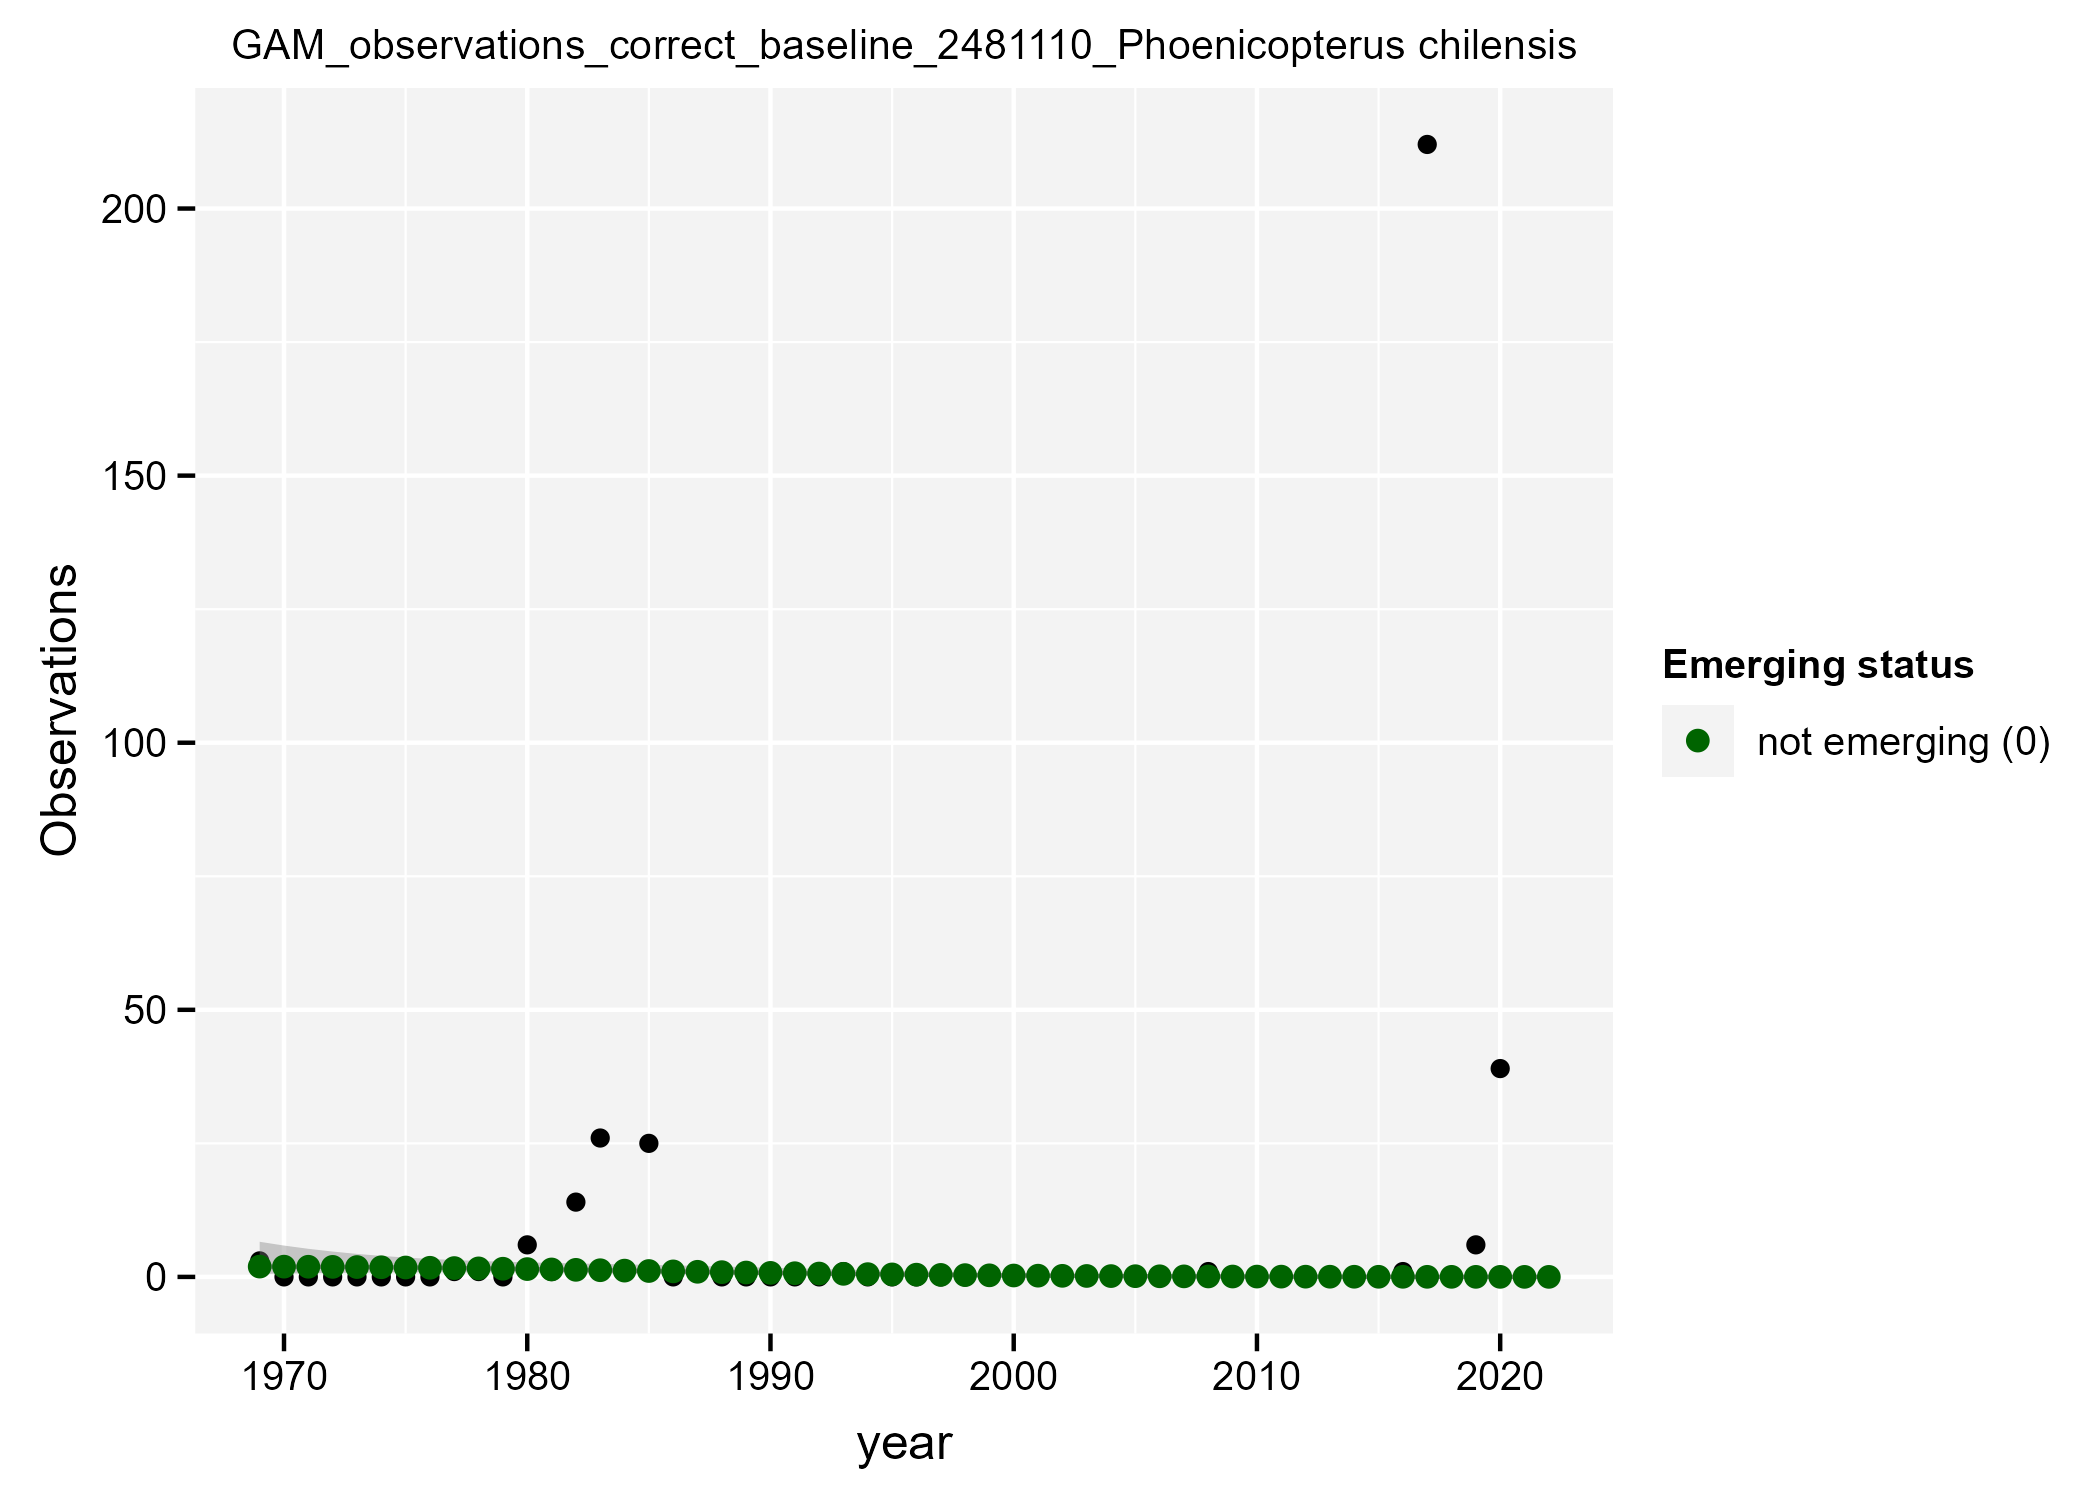 GAM_observations_correct_baseline_2481110_Phoenicopterus chilensis
200
150
100
50
0
Observations
1970 1980 1990 2000 2010 2020
year
Emerging status
not emerging (0)